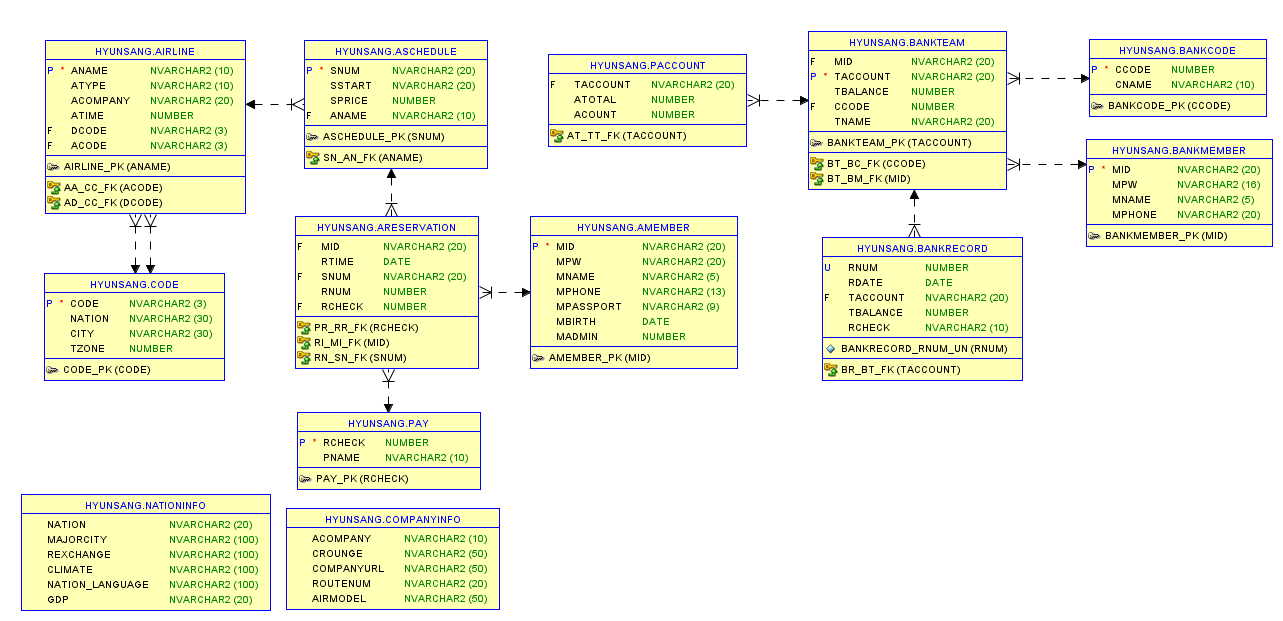 HYUNSANG.AIRLINE
P * ANAME NVARCHAR2 (10)
ATYPE NVARCHAR2 (10)
ACOMPANY NVARCHAR2 (20)
ATIME NUMBER
F DCODE NVARCHAR2 (3)
F ACODE NVARCHAR2 (3)
AIRLINE_PK (ANAME)
AA_CC_FK (ACODE)
AD_CC_FK (DCODE)
HYUNSANG.ASCHEDULE
P * SNUM NVARCHAR2 (20)
SSTART NVARCHAR2 (20)
SPRICE NUMBER
F ANAME NVARCHAR2 (10)
ASCHEDULE_PK (SNUM)
SN_AN_FK (ANAME)
HYUNSANG.PACCOUNT
F TACCOUNT NVARCHAR2 (20)
ATOTAL NUMBER
ACOUNT NUMBER
AT_TT_FK (TACCOUNT)
HYUNSANG.BANKTEAM
F MID NVARCHAR2 (20)
P * TACCOUNT NVARCHAR2 (20)
TBALANCE NUMBER
F CCODE NUMBER
TNAME NVARCHAR2 (20)
BANKTEAM_PK (TACCOUNT)
BT_BC_FK (CCODE)
BT_BM_FK (MID)
HYUNSANG.BANKCODE
P * CCODE NUMBER
CNAME NVARCHAR2 (10)
BANKCODE_PK (CCODE)
HYUNSANG.BANKMEMBER
P * MID NVARCHAR2 (20)
MPW NVARCHAR2 (16)
MNAME NVARCHAR2 (5)
MPHONE NVARCHAR2 (20)
BANKMEMBER_PK (MID)
HYUNSANG.CODE
P * CODE NVARCHAR2 (3)
NATION NVARCHAR2 (30)
CITY NVARCHAR2 (30)
TZONE NUMBER
CODE_PK (CODE)
HYUNSANG.ARESERVATION
F MID NVARCHAR2 (20)
RTIME DATE
F SNUM NVARCHAR2 (20)
RNUM NUMBER
F RCHECK NUMBER
PR_RR_FK (RCHECK)
RI_MI_FK (MID)
RN_SN_FK (SNUM)
HYUNSANG.AMEMBER
P * MID NVARCHAR2 (20)
MPW NVARCHAR2 (20)
MNAME NVARCHAR2 (5)
MPHONE NVARCHAR2 (13)
MPASSPORT NVARCHAR2 (9)
MBIRTH DATE
MADMIN NUMBER
AMEMBER_PK (MID)
HYUNSANG.BANKRECORD
U RNUM NUMBER
RDATE DATE
F TACCOUNT NVARCHAR2 (20)
TBALANCE NUMBER
RCHECK NVARCHAR2 (10)
BANKRECORD_RNUM_UN (RNUM)
BR_BT_FK (TACCOUNT)
HYUNSANG.PAY
P * RCHECK NUMBER
PNAME NVARCHAR2 (10)
PAY_PK (RCHECK)
HYUNSANG.NATIONINFO
NATION NVARCHAR2 (20)
MAJORCITY NVARCHAR2 (100)
REXCHANGE NVARCHAR2 (100)
CLIMATE NVARCHAR2 (100)
NATION_LANGUAGE NVARCHAR2 (100)
GDP NVARCHAR2 (20)
HYUNSANG.COMPANYINFO
ACOMPANY NVARCHAR2 (10)
CROUNGE NVARCHAR2 (50)
COMPANYURL NVARCHAR2 (50)
ROUTENUM NVARCHAR2 (20)
AIRMODEL NVARCHAR2 (50)